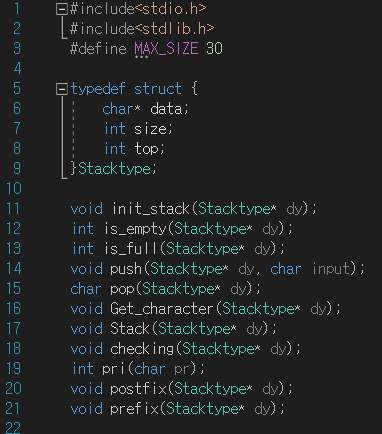 1 #include<stdio.h>
2 #include<stdlib.h>
3 #define MAX_SIZE 30
4
5 typedef struct {
6 char* data;
7 int size;
8 int top;
9 }Stacktype;
10
11 void init_stack(Stacktype* dy);
12 int is_empty(Stacktype* dy);
13 int is_full(Stacktype* dy);
14 void push(Stacktype* dy, char input);
15 char pop(Stacktype* dy);
16 void Get_character(Stacktype* dy);
17 void Stack(Stacktype* dy);
18 void checking(Stacktype* dy);
19 int pri(char pr);
20 void postfix(Stacktype* dy);
21 void prefix(Stacktype* dy);
22